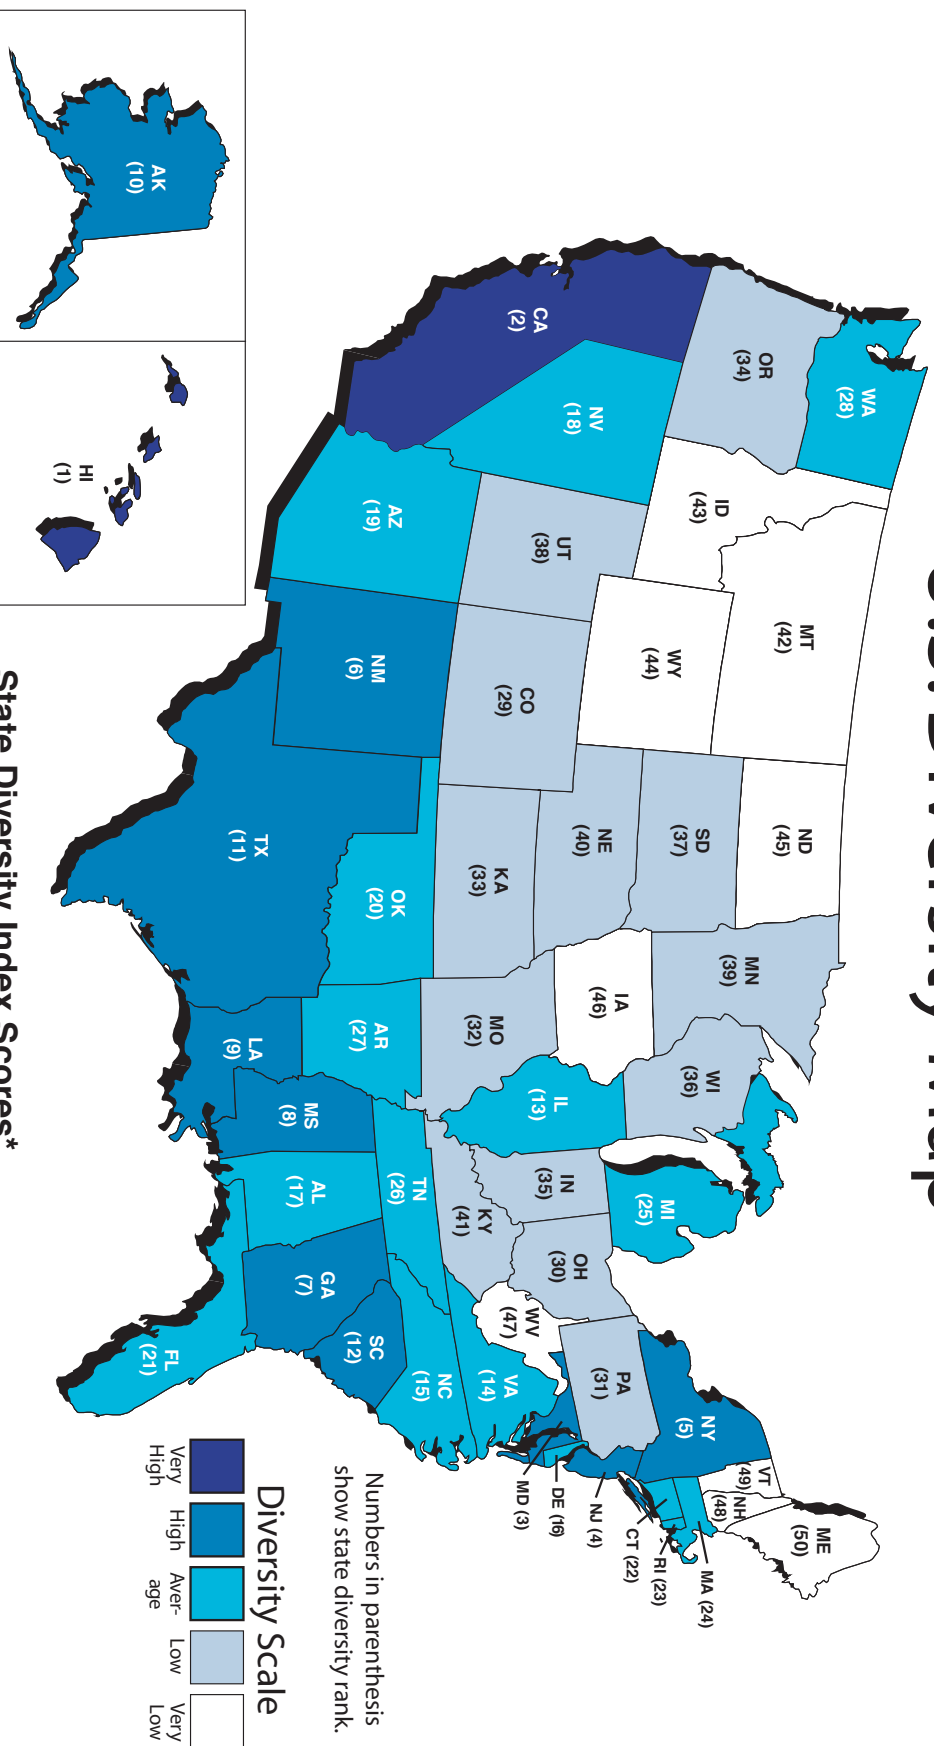 U.S. Diversity Map
WA
(28)
OR
(34)
CA
(2)
NV
(18)
ID
(43)
MT
(42)
WY
(44)
UT
(38)
AZ
(19)
CO
(29)
NM
(6)
ND
(45)
SD
(37)
NE
(40)
KA
(33)
OK
(20)
TX
(11)
MN
(39)
IA
(46)
MO
(32)
AR
(27)
LA
(9)
WI
(36)
IL
(13)
MS
(8)
MI
(25)
IN
(35)
OH
(30)
KY
(41)
TN
(26)
AL
(17)
GA
(7)
FL
(21)
SC
(12)
NC
(15)
VA
(14)
WV
(47)
PA
(31)
NY
(5)
VT
(49)
NH
(48)
ME
(50)
MA (24)
RI (23)
CT (22)
NJ (4)
DE (16)
MD (3)
AK
(10)
HI
(1)
Numbers in parenthesis
show state diversity rank.
Diversity Scale
Very
High
High
Aver-
age
Low
Very
Low
State Diversity Index Scores*